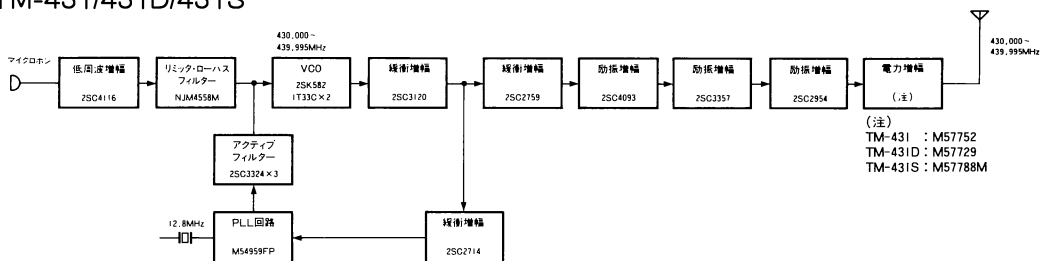 TM-431/431D/431S
430.000~
439.995MHz
430.000~
439.995MHz
マイクロホン
低周波増幅
2SC4116
リミッタ・ローパス
フィルター
NJM4558M
VCO
2SK582
1T33C×2
緩衝増幅
2SC3120
緩衝増幅
2SC2759
励振増幅
2SC4093
励振増幅
2SC3357
励振増幅
2SC2954
電力増幅
(注)
(注)
TM-431 : M57752
TM-431D : M57729
TM-431S : M57788M
アクティブ
フィルター
2SC3324×3
12.8MHz
PLL回路
M54959FP
緩衝増幅
2SC2714